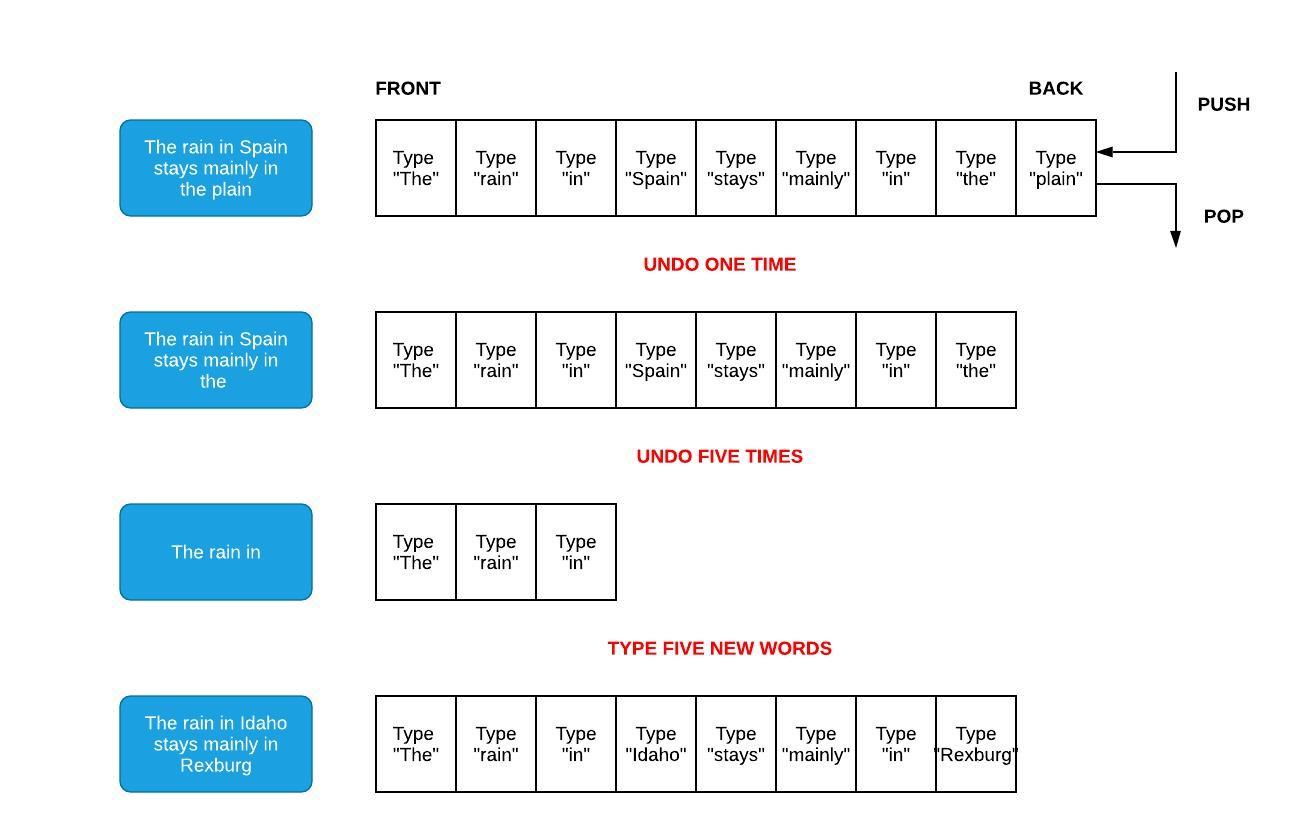 FRONT
BACK
PUSH
The rain in Spain
stays mainly in
the plain
Type
"The"
Type
"rain"
Type
"in"
Type
"Spain"
Type
"stays"
Type
"mainly"
Type
"in"
Type
"the"
Type
"plain"
POP
UNDO ONE TIME
The rain in Spain
stays mainly in
the
Type
"The"
Type
"rain"
Type
"in"
Type
"Spain"
Type
"stays"
Type
"mainly"
Type
"in"
Type
"the"
UNDO FIVE TIMES
The rain in
Type
"The"
Type
"rain"
Type
"in"
TYPE FIVE NEW WORDS
The rain in Idaho
stays mainly in
Rexburg
Type
"The"
Type
"rain"
Type
"in"
Type
"Idaho"
Type
"stays"
Type
"mainly"
Type
"in"
Type
"Rexburg"